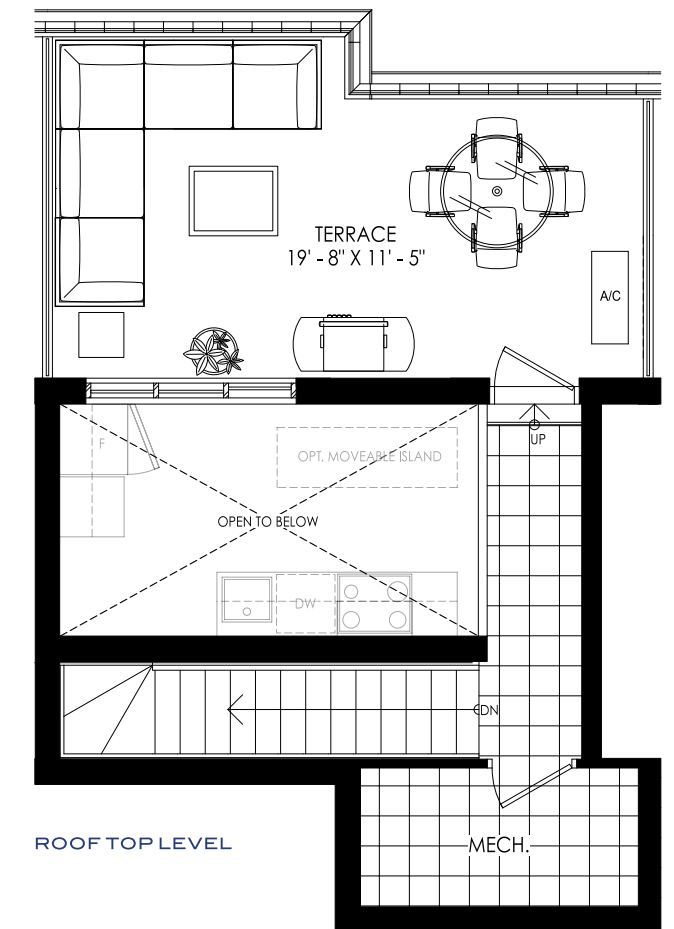 TERRACE
19' - 8" X 11' - 5"
A/C
UP
F
OPT. MOVEABLE ISLAND
OPEN TO BELOW
DW
DN
ROOF TOP LEVEL
MECH.